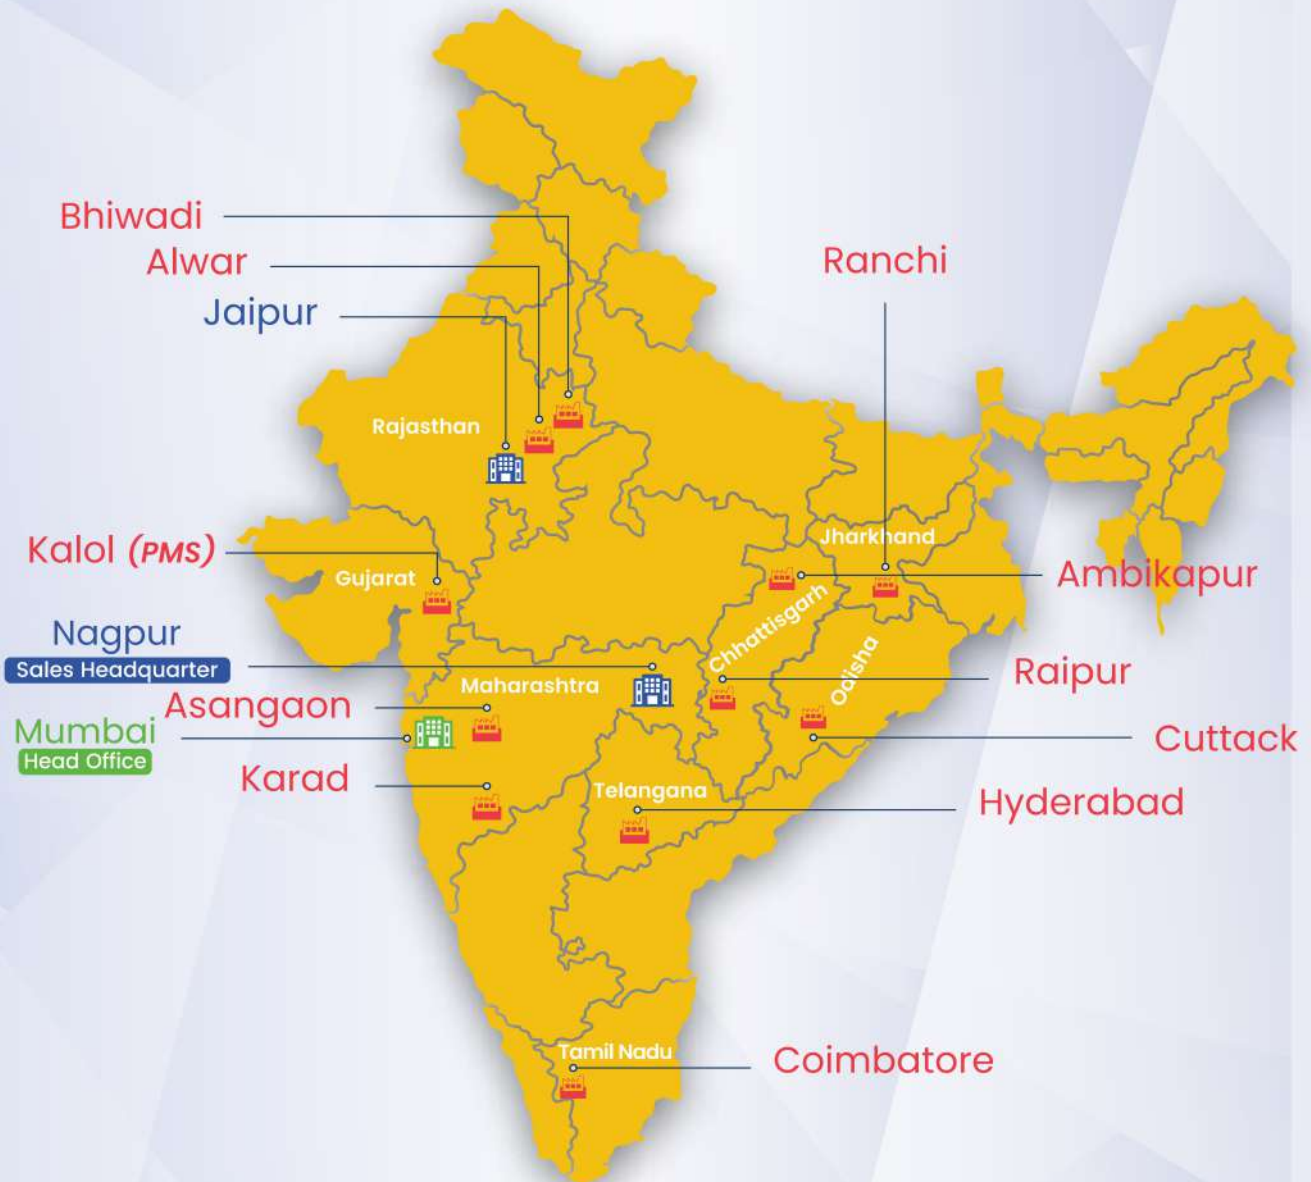 Bhiwadi
Alwar
Jaipur
Ranchi
Rajasthan
Kalol (PMS)
Gujarat
Jharkhand
Ambikapur
Chhattisgarh
Odisha
Nagpur
Sales Headquarter
Maharashtra
Raipur
Asangaon
Mumbai
Head Office
Cuttack
Karad
Telangana
Hyderabad
Tamil Nadu
Coimbatore